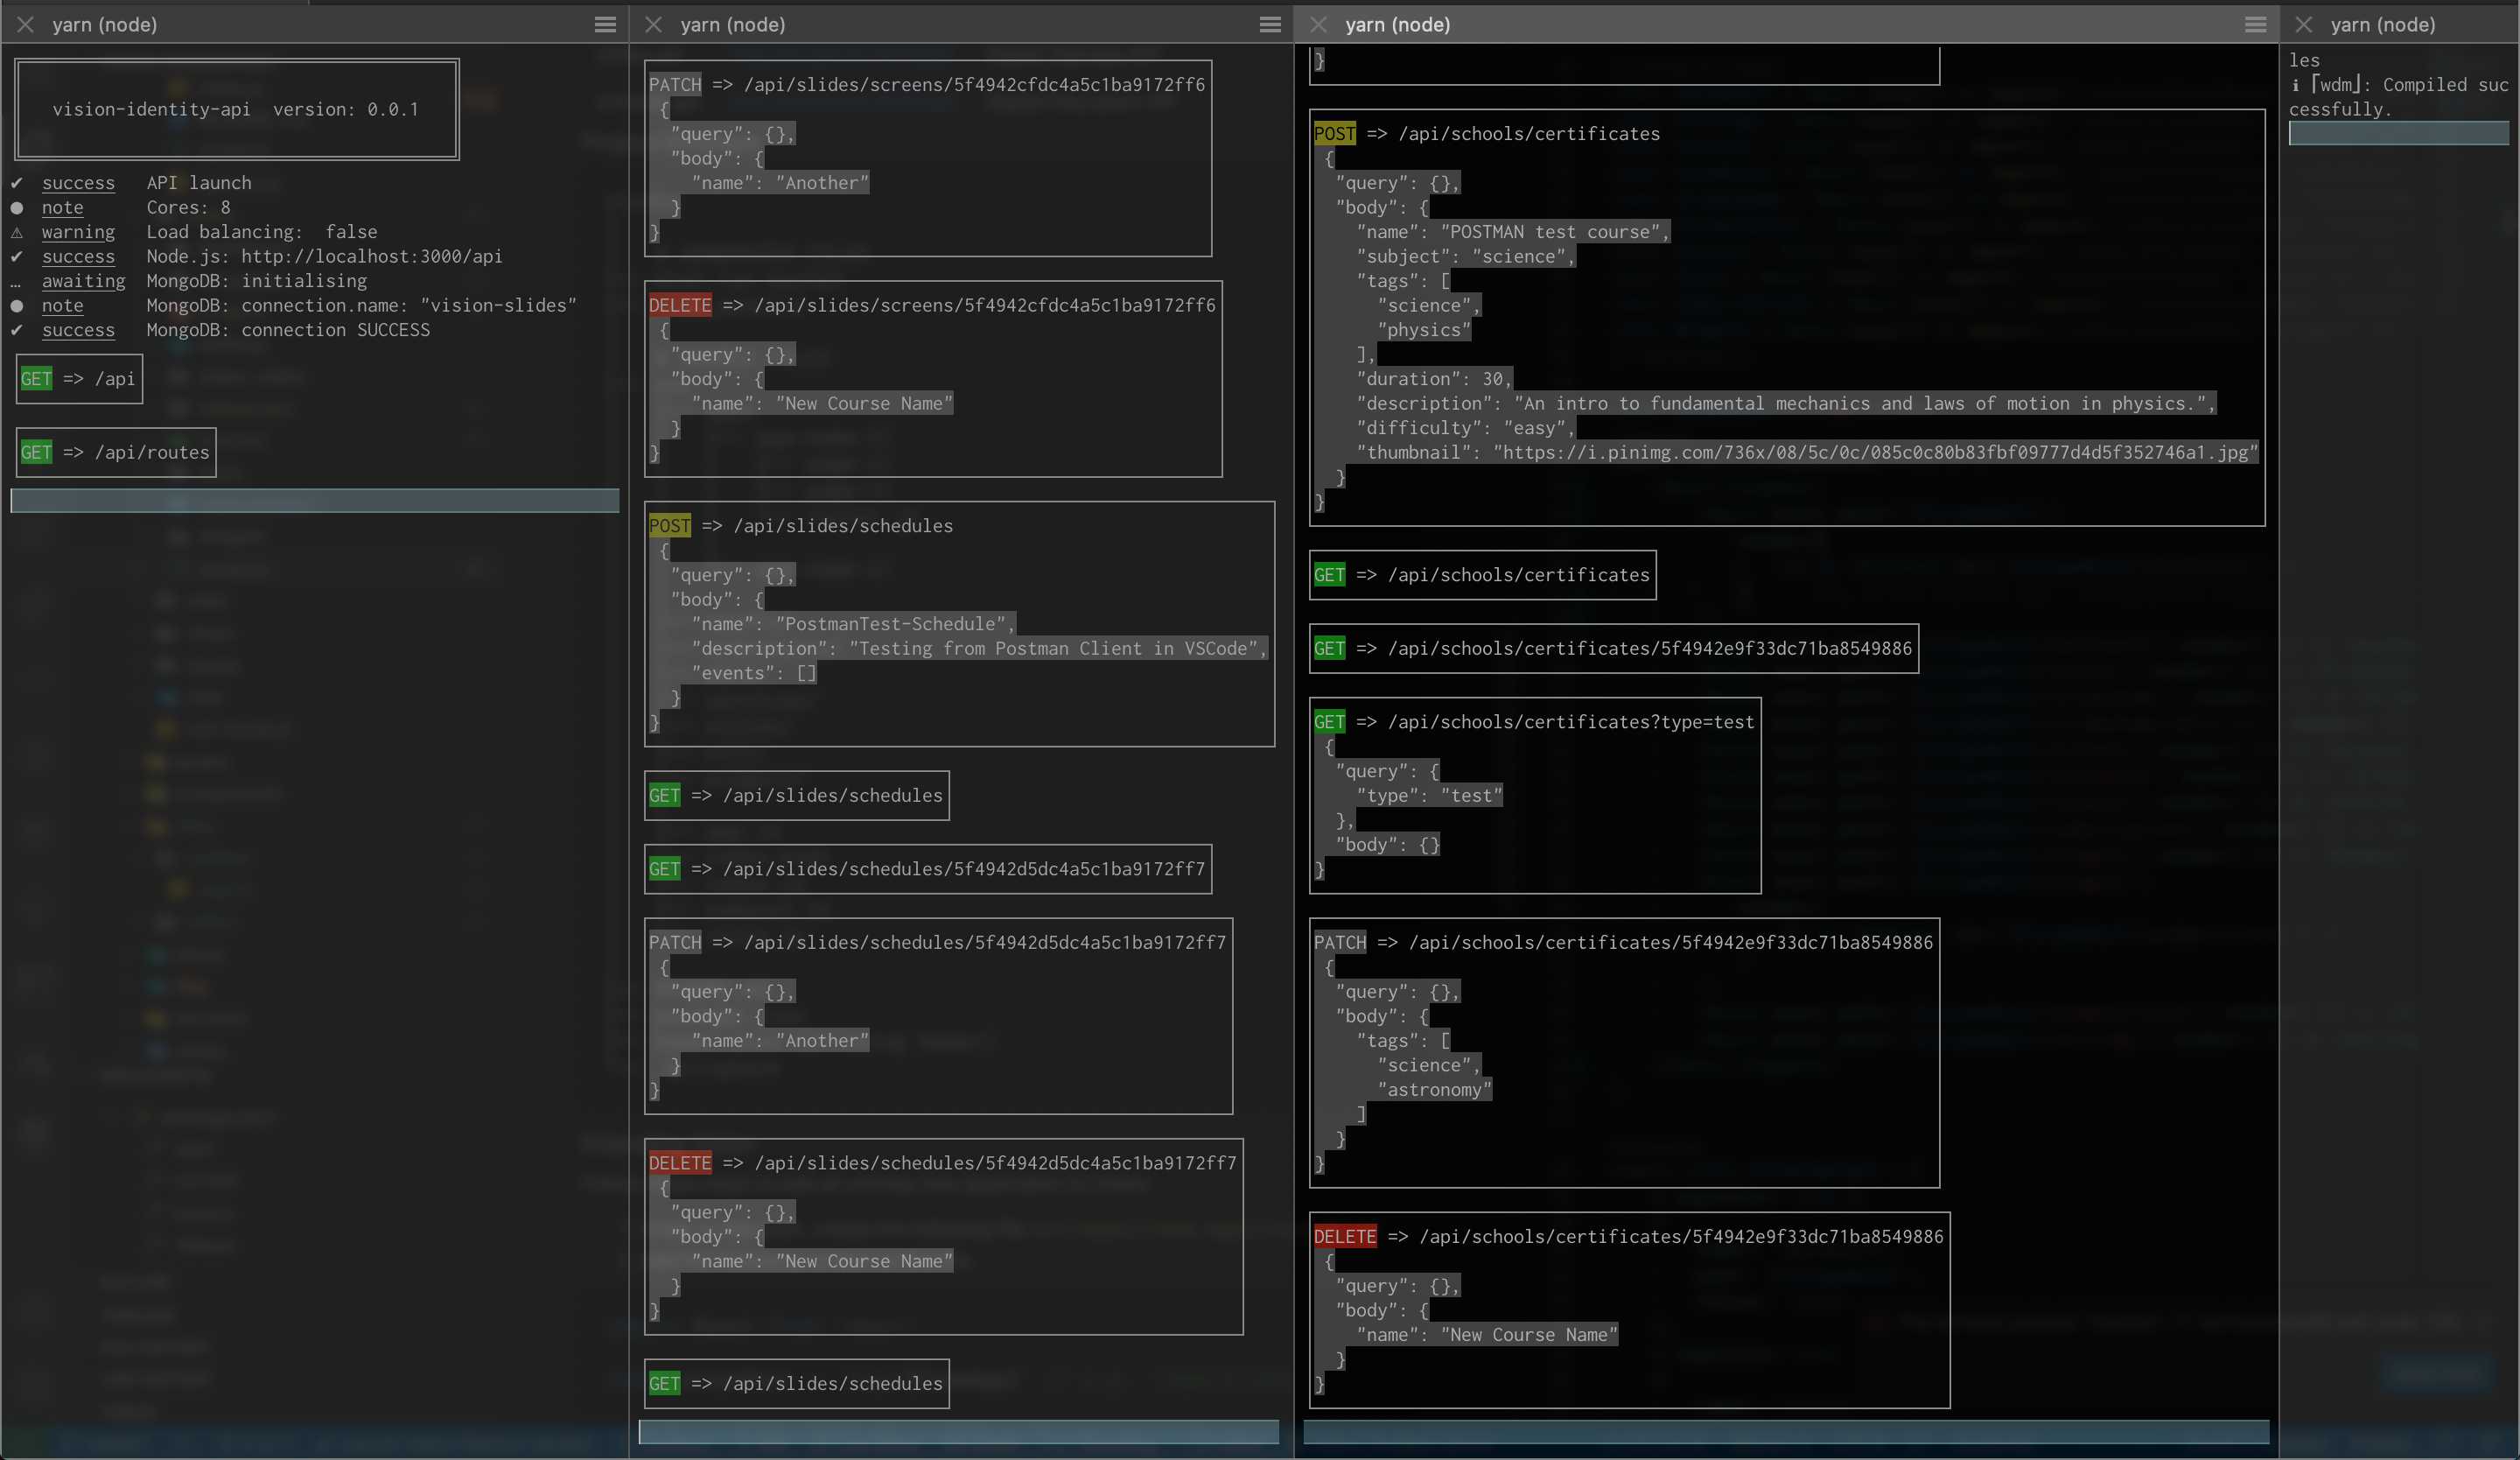 yarn (node)
vision-identity-api  version: 0.0.1
✔ success API launch
● note Cores: 8
⚠ warning Load balancing:  false
✔ success Node.js: http://localhost:3000/api
… awaiting MongoDB: initialising
● note MongoDB: connection.name: "vision-slides"
✔ success MongoDB: connection SUCCESS
GET => /api
GET => /api/routes
yarn (node)
PATCH => /api/slides/screens/5f4942cfdc4a5c1ba9172ff6
{
"query": {},
"body": {
"name": "Another"
}
}
DELETE => /api/slides/screens/5f4942cfdc4a5c1ba9172ff6
{
"query": {},
"body": {
"name": "New Course Name"
}
}
POST => /api/slides/schedules
{
"query": {},
"body": {
"name": "PostmanTest-Schedule",
"description": "Testing from Postman Client in VSCode",
"events": []
}
}
GET => /api/slides/schedules
GET => /api/slides/schedules/5f4942d5dc4a5c1ba9172ff7
PATCH => /api/slides/schedules/5f4942d5dc4a5c1ba9172ff7
{
"query": {},
"body": {
"name": "Another"
}
}
DELETE => /api/slides/schedules/5f4942d5dc4a5c1ba9172ff7
{
"query": {},
"body": {
"name": "New Course Name"
}
}
GET => /api/slides/schedules
yarn (node)
}
POST => /api/schools/certificates
{
"query": {},
"body": {
"name": "POSTMAN test course",
"subject": "science",
"tags": [
"science",
"physics"
],
"duration": 30,
"description": "An intro to fundamental mechanics and laws of motion in physics.",
"difficulty": "easy",
"thumbnail": "https://i.pinimg.com/736x/08/5c/0c/085c0c80b83fbf09777d4d5f352746a1.jpg"
}
}
GET => /api/schools/certificates
GET => /api/schools/certificates/5f4942e9f33dc71ba8549886
GET => /api/schools/certificates?type=test
{
"query": {
"type": "test"
},
"body": {}
}
PATCH => /api/schools/certificates/5f4942e9f33dc71ba8549886
{
"query": {},
"body": {
"tags": [
"science",
"astronomy"
]
}
}
DELETE => /api/schools/certificates/5f4942e9f33dc71ba8549886
{
"query": {},
"body": {
"name": "New Course Name"
}
}
yarn (node)
les
ℹ ｢wdm｣: Compiled suc
cessfully.